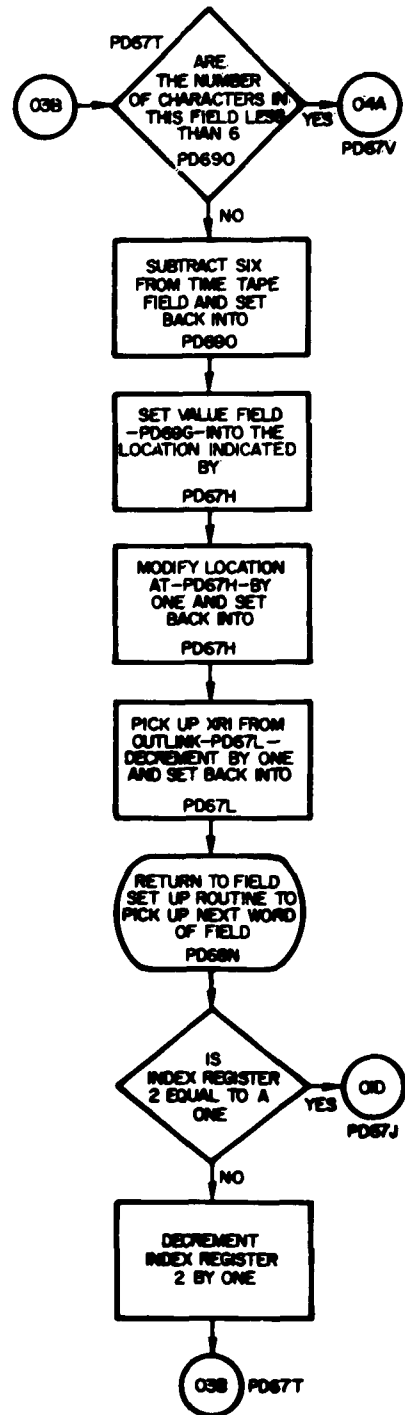 PD67T
03B
ARE
THE NUMBER
OF CHARACTERS IN
THIS FIELD LESS
THAN 6
PD690
YES
04A
PD67V
NO
SUBTRACT SIX
FROM TIME TAPE
FIELD AND SET
BACK INTO
PD690
SET VALUE FIELD
-PD69G-INTO THE
LOCATION INDICATED
BY
PD67H
MODIFY LOCATION
AT-PD67H-BY
ONE AND SET
BACK INTO
PD67H
PICK UP XR1 FROM
OUTLINK-PD67L-
DECREMENT BY ONE
AND SET BACK INTO
PD67L
RETURN TO FIELD
SET UP ROUTINE TO
PICK UP NEXT WORD
OF FIELD
PD68N
IS
INDEX REGISTER
2 EQUAL TO A
ONE
YES
01D
PD67J
NO
DECREMENT
INDEX REGISTER
2 BY ONE
03B
PD67T